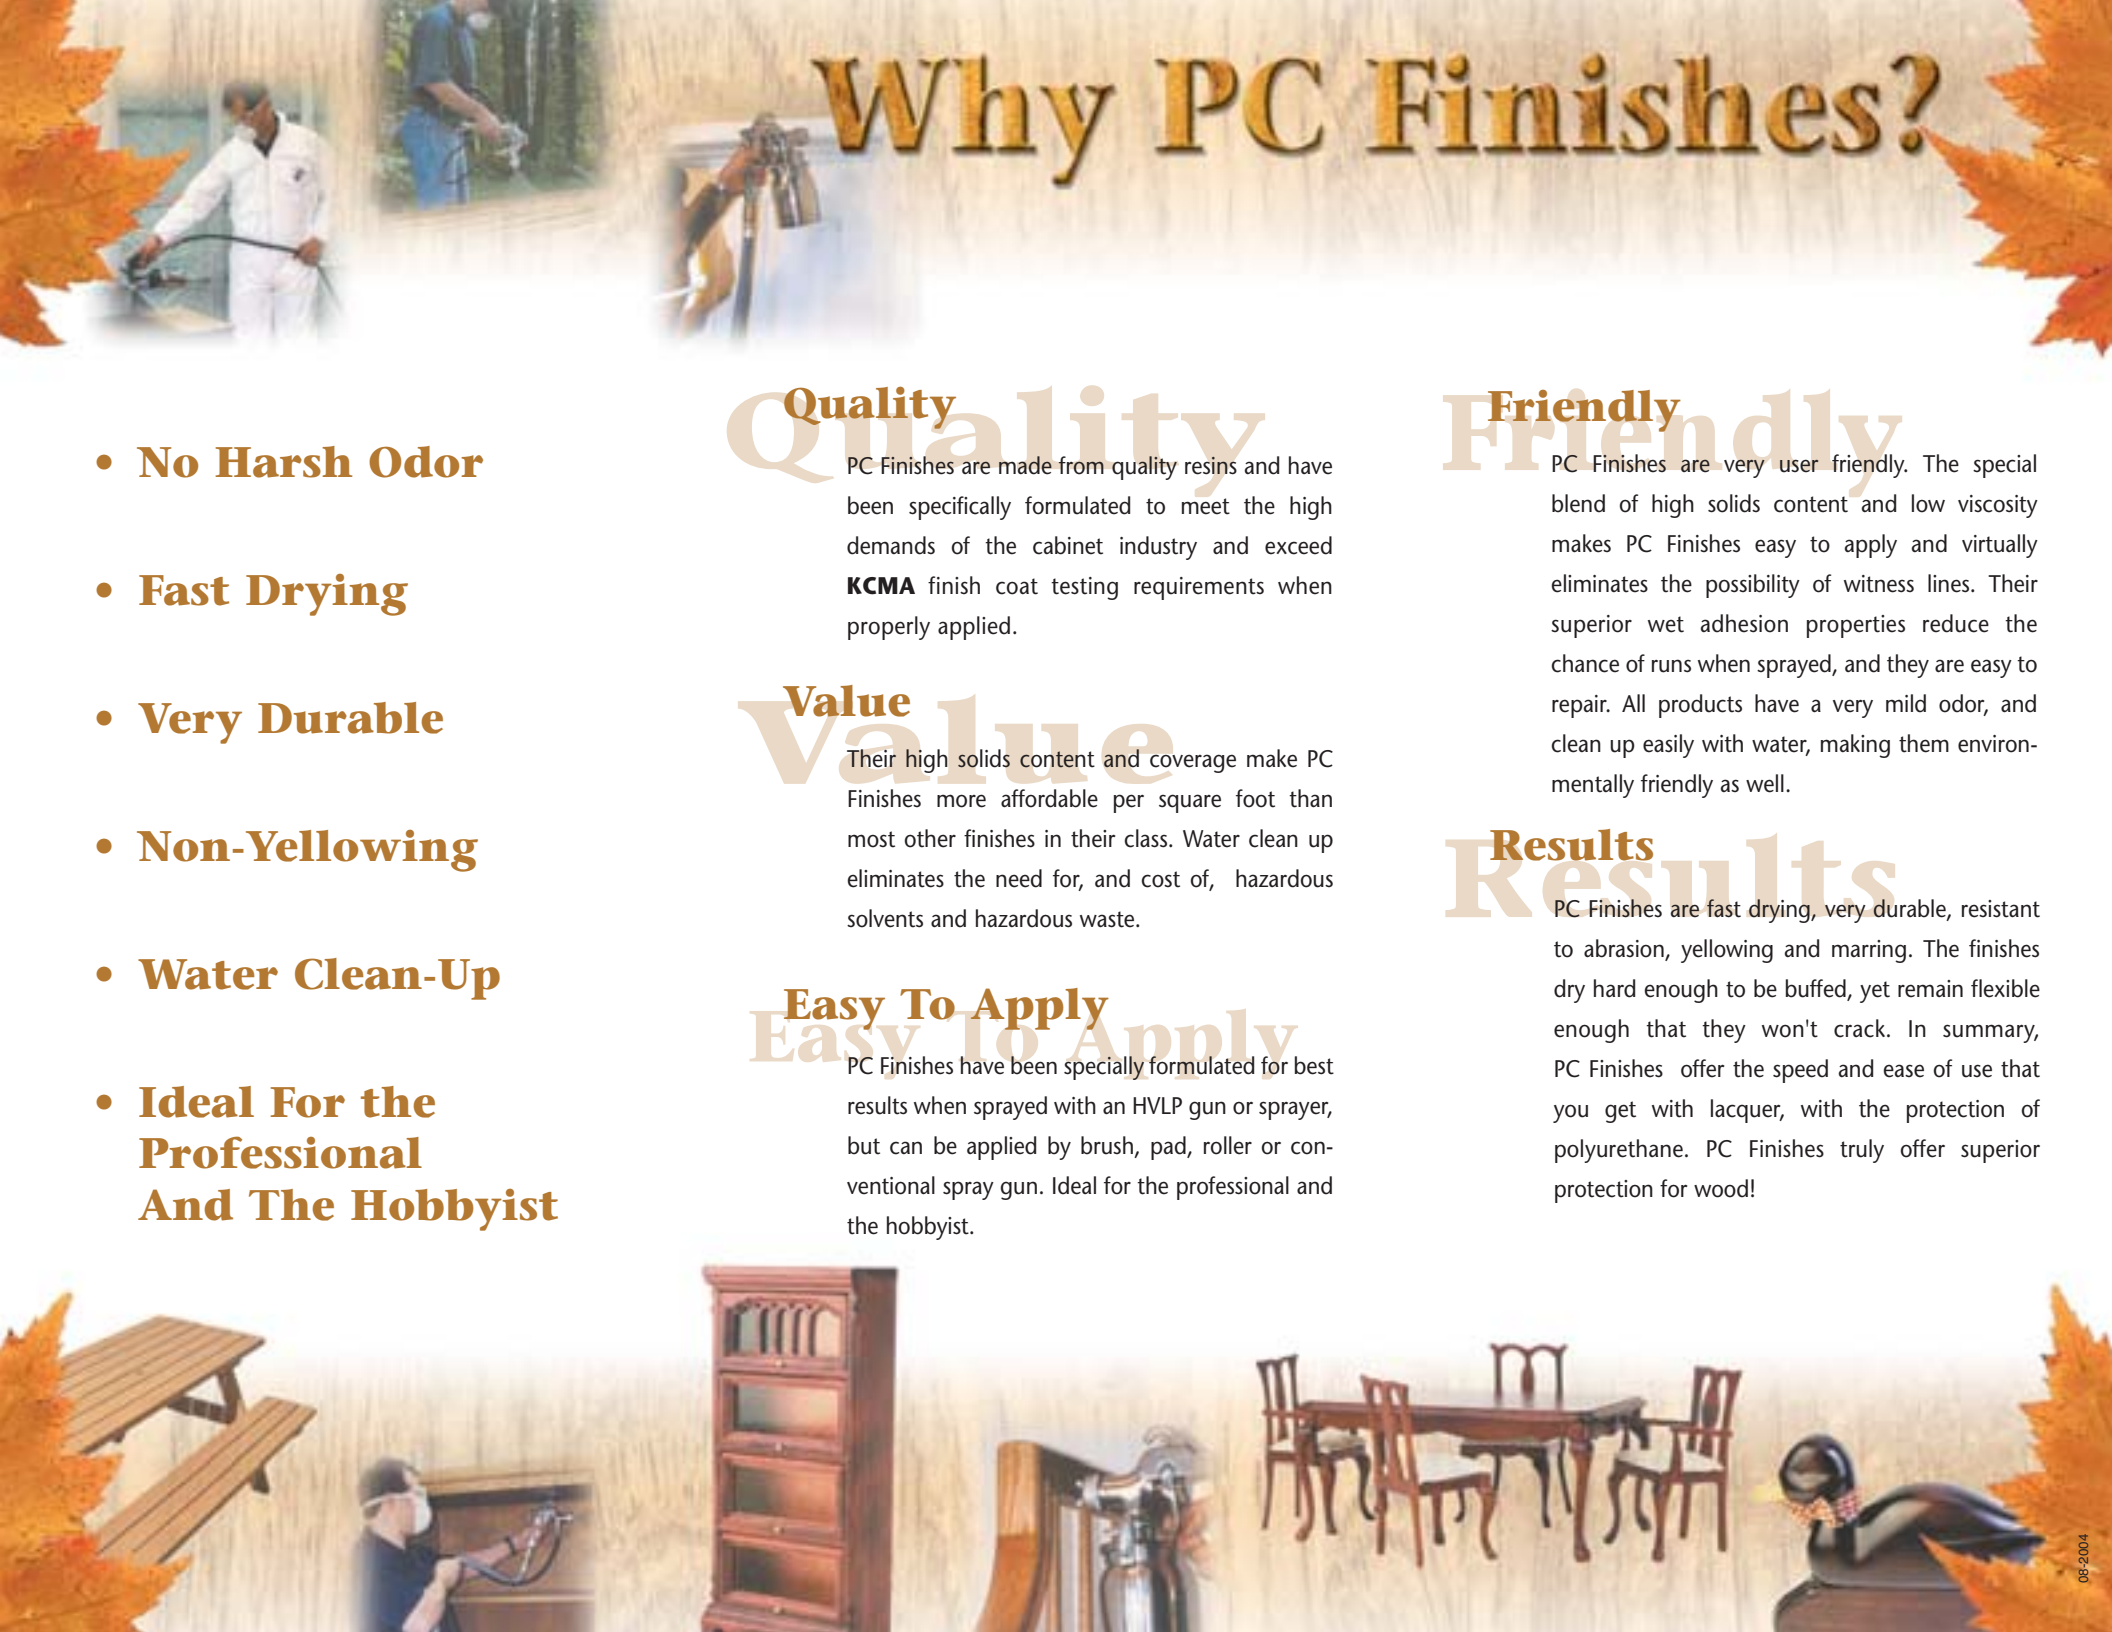 Why PC Finishes?
• No Harsh Odor
• Fast Drying
• Very Durable
• Non-Yellowing
• Water Clean-Up
• Ideal For the
Professional
And The Hobbyist
Quality
Quality
PC Finishes are made from quality resins and have
been specifically formulated to meet the high
demands of the cabinet industry and exceed
KCMA finish coat testing requirements when
properly applied.
Value
Value
Their high solids content and coverage make PC
Finishes more affordable per square foot than
most other finishes in their class. Water clean up
eliminates the need for, and cost of, hazardous
solvents and hazardous waste.
Easy To Apply
Easy To Apply
PC Finishes have been specially formulated for best
results when sprayed with an HVLP gun or sprayer,
but can be applied by brush, pad, roller or con-
ventional spray gun. Ideal for the professional and
the hobbyist.
Friendly
Friendly
PC Finishes are very user friendly. The special
blend of high solids content and low viscosity
makes PC Finishes easy to apply and virtually
eliminates the possibility of witness lines. Their
superior wet adhesion properties reduce the
chance of runs when sprayed, and they are easy to
repair. All products have a very mild odor, and
clean up easily with water, making them environ-
mentally friendly as well.
Results
Results
PC Finishes are fast drying, very durable, resistant
to abrasion, yellowing and marring. The finishes
dry hard enough to be buffed, yet remain flexible
enough that they won't crack. In summary,
PC Finishes offer the speed and ease of use that
you get with lacquer, with the protection of
polyurethane. PC Finishes truly offer superior
protection for wood!
08-2004